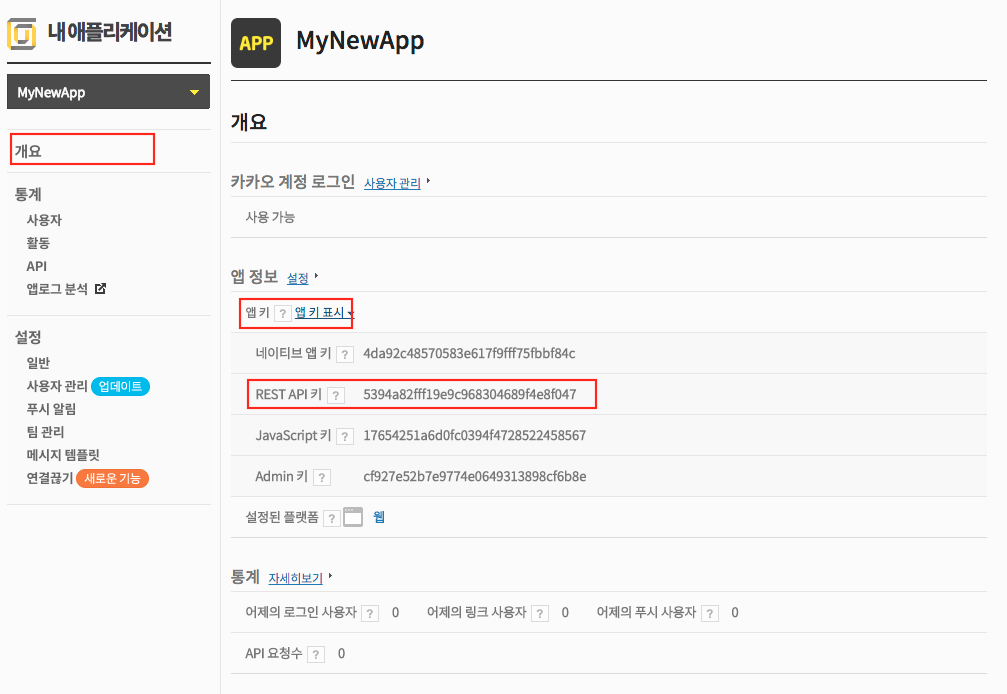 내 애플리케이션
MyNewApp
개요
통계
사용자
활동
API
앱로그 분석
설정
일반
사용자 관리 업데이트
푸시 알림
팀 관리
메시지 템플릿
연결끊기 새로운 기능
APP MyNewApp
개요
카카오 계정 로그인 사용자 관리
사용 가능
앱 정보 설정
앱 키 ? 앱 키 표시
네이티브 앱 키 ? 4da92c48570583e617f9fff75fbbf84c
REST API 키 ? 5394a82fff19e9c968304689f4e8f047
JavaScript 키 ? 17654251a6d0fc0394f4728522458567
Admin 키 ? cf927e52b7e9774e0649313898cf6b8e
설정된 플랫폼 ? 웹
통계 자세히보기
어제의 로그인 사용자 ? 0 어제의 링크 사용자 ? 0 어제의 푸시 사용자 ? 0
API 요청수 ? 0